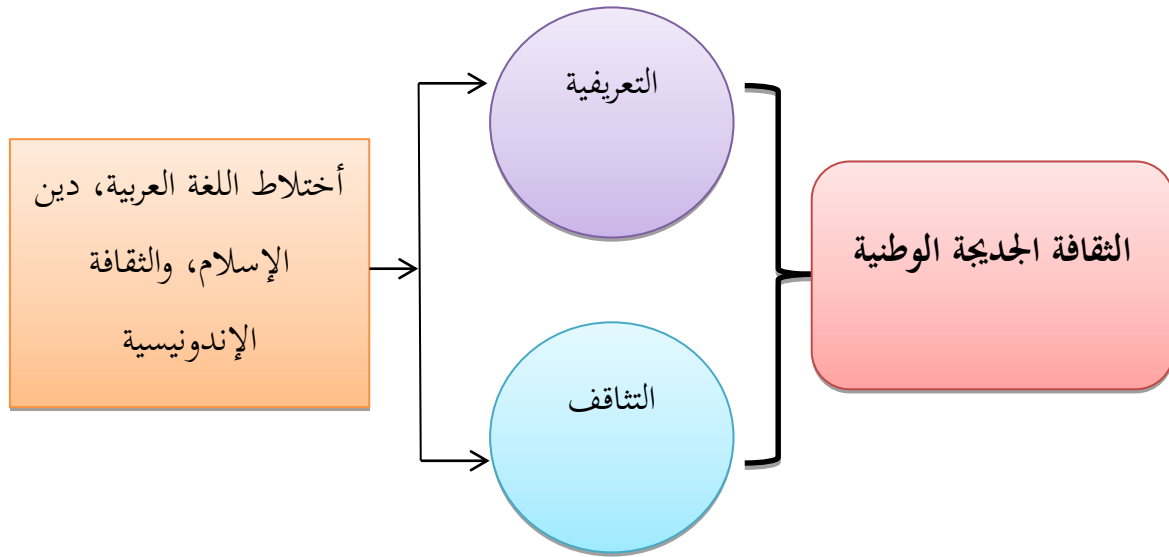 أختلاط اللغة العربية، دين
الإسلام، والثقافة
الإندونيسية
التعريفية
التثاقف
الثقافة الجديجة الوطنية